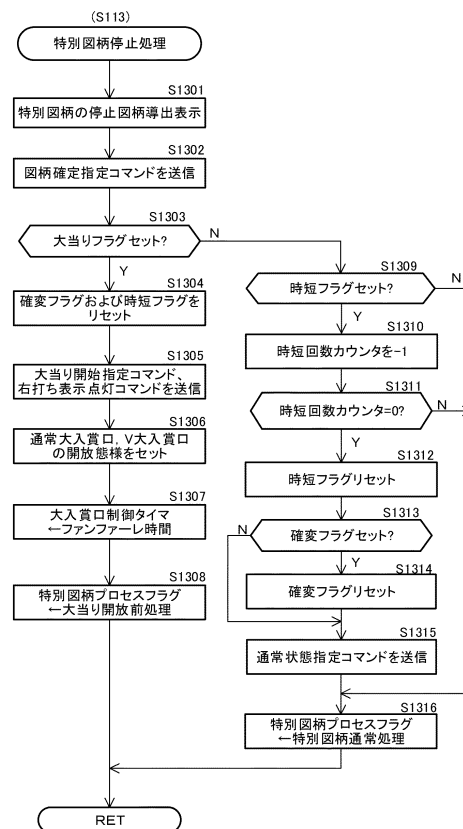 (S113)
特別図柄停止処理
S1301
特別図柄の停止図柄導出表示
S1302
図柄確定指定コマンドを送信
S1303
大当りフラグセット?
N
Y
S1304
確変フラグおよび時短フラグを
リセット
S1305
大当り開始指定コマンド、
右打ち表示点灯コマンドを送信
S1306
通常大入賞口，V大入賞口
の開放態様をセット
S1307
大入賞口制御タイマ
←ファンファーレ時間
S1308
特別図柄プロセスフラグ
←大当り開放前処理
S1309
時短フラグセット?
N
Y
S1310
時短回数カウンタを-1
S1311
時短回数カウンタ=0?
N
Y
S1312
時短フラグリセット
S1313
確変フラグセット?
N
Y
S1314
確変フラグリセット
S1315
通常状態指定コマンドを送信
S1316
特別図柄プロセスフラグ
←特別図柄通常処理
RET